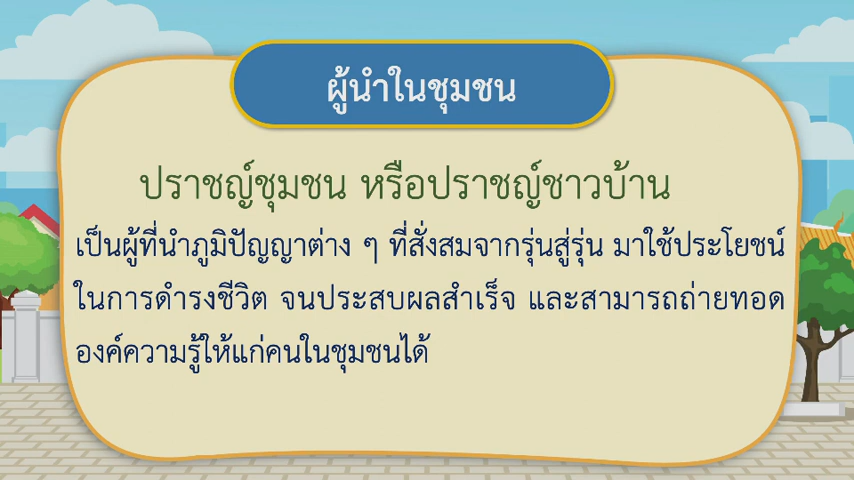 ผู้นำในชุมชน
ปราชญ์ชุมชน หรือปราชญ์ชาวบ้าน
เป็นผู้ที่นำภูมิปัญญาต่าง ๆ ที่สั่งสมจากรุ่นสู่รุ่น มาใช้ประโยชน์
ในการดำรงชีวิต จนประสบผลสำเร็จ และสามารถถ่ายทอด
องค์ความรู้ให้แก่คนในชุมชนได้